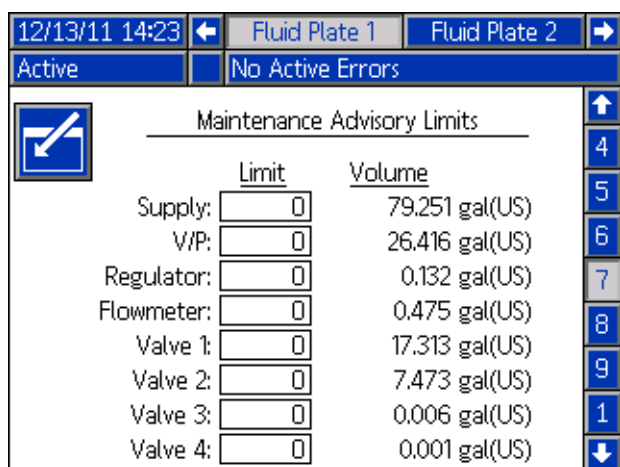 12/13/11 14:23 Fluid Plate 1 Fluid Plate 2
Active No Active Errors
Maintenance Advisory Limits
Limit Volume
Supply: 0 79.251 gal(US)
V/P: 0 26.416 gal(US)
Regulator: 0 0.132 gal(US)
Flowmeter: 0 0.475 gal(US)
Valve 1: 0 17.313 gal(US)
Valve 2: 0 7.473 gal(US)
Valve 3: 0 0.006 gal(US)
Valve 4: 0 0.001 gal(US)
4
5
6
7
8
9
1